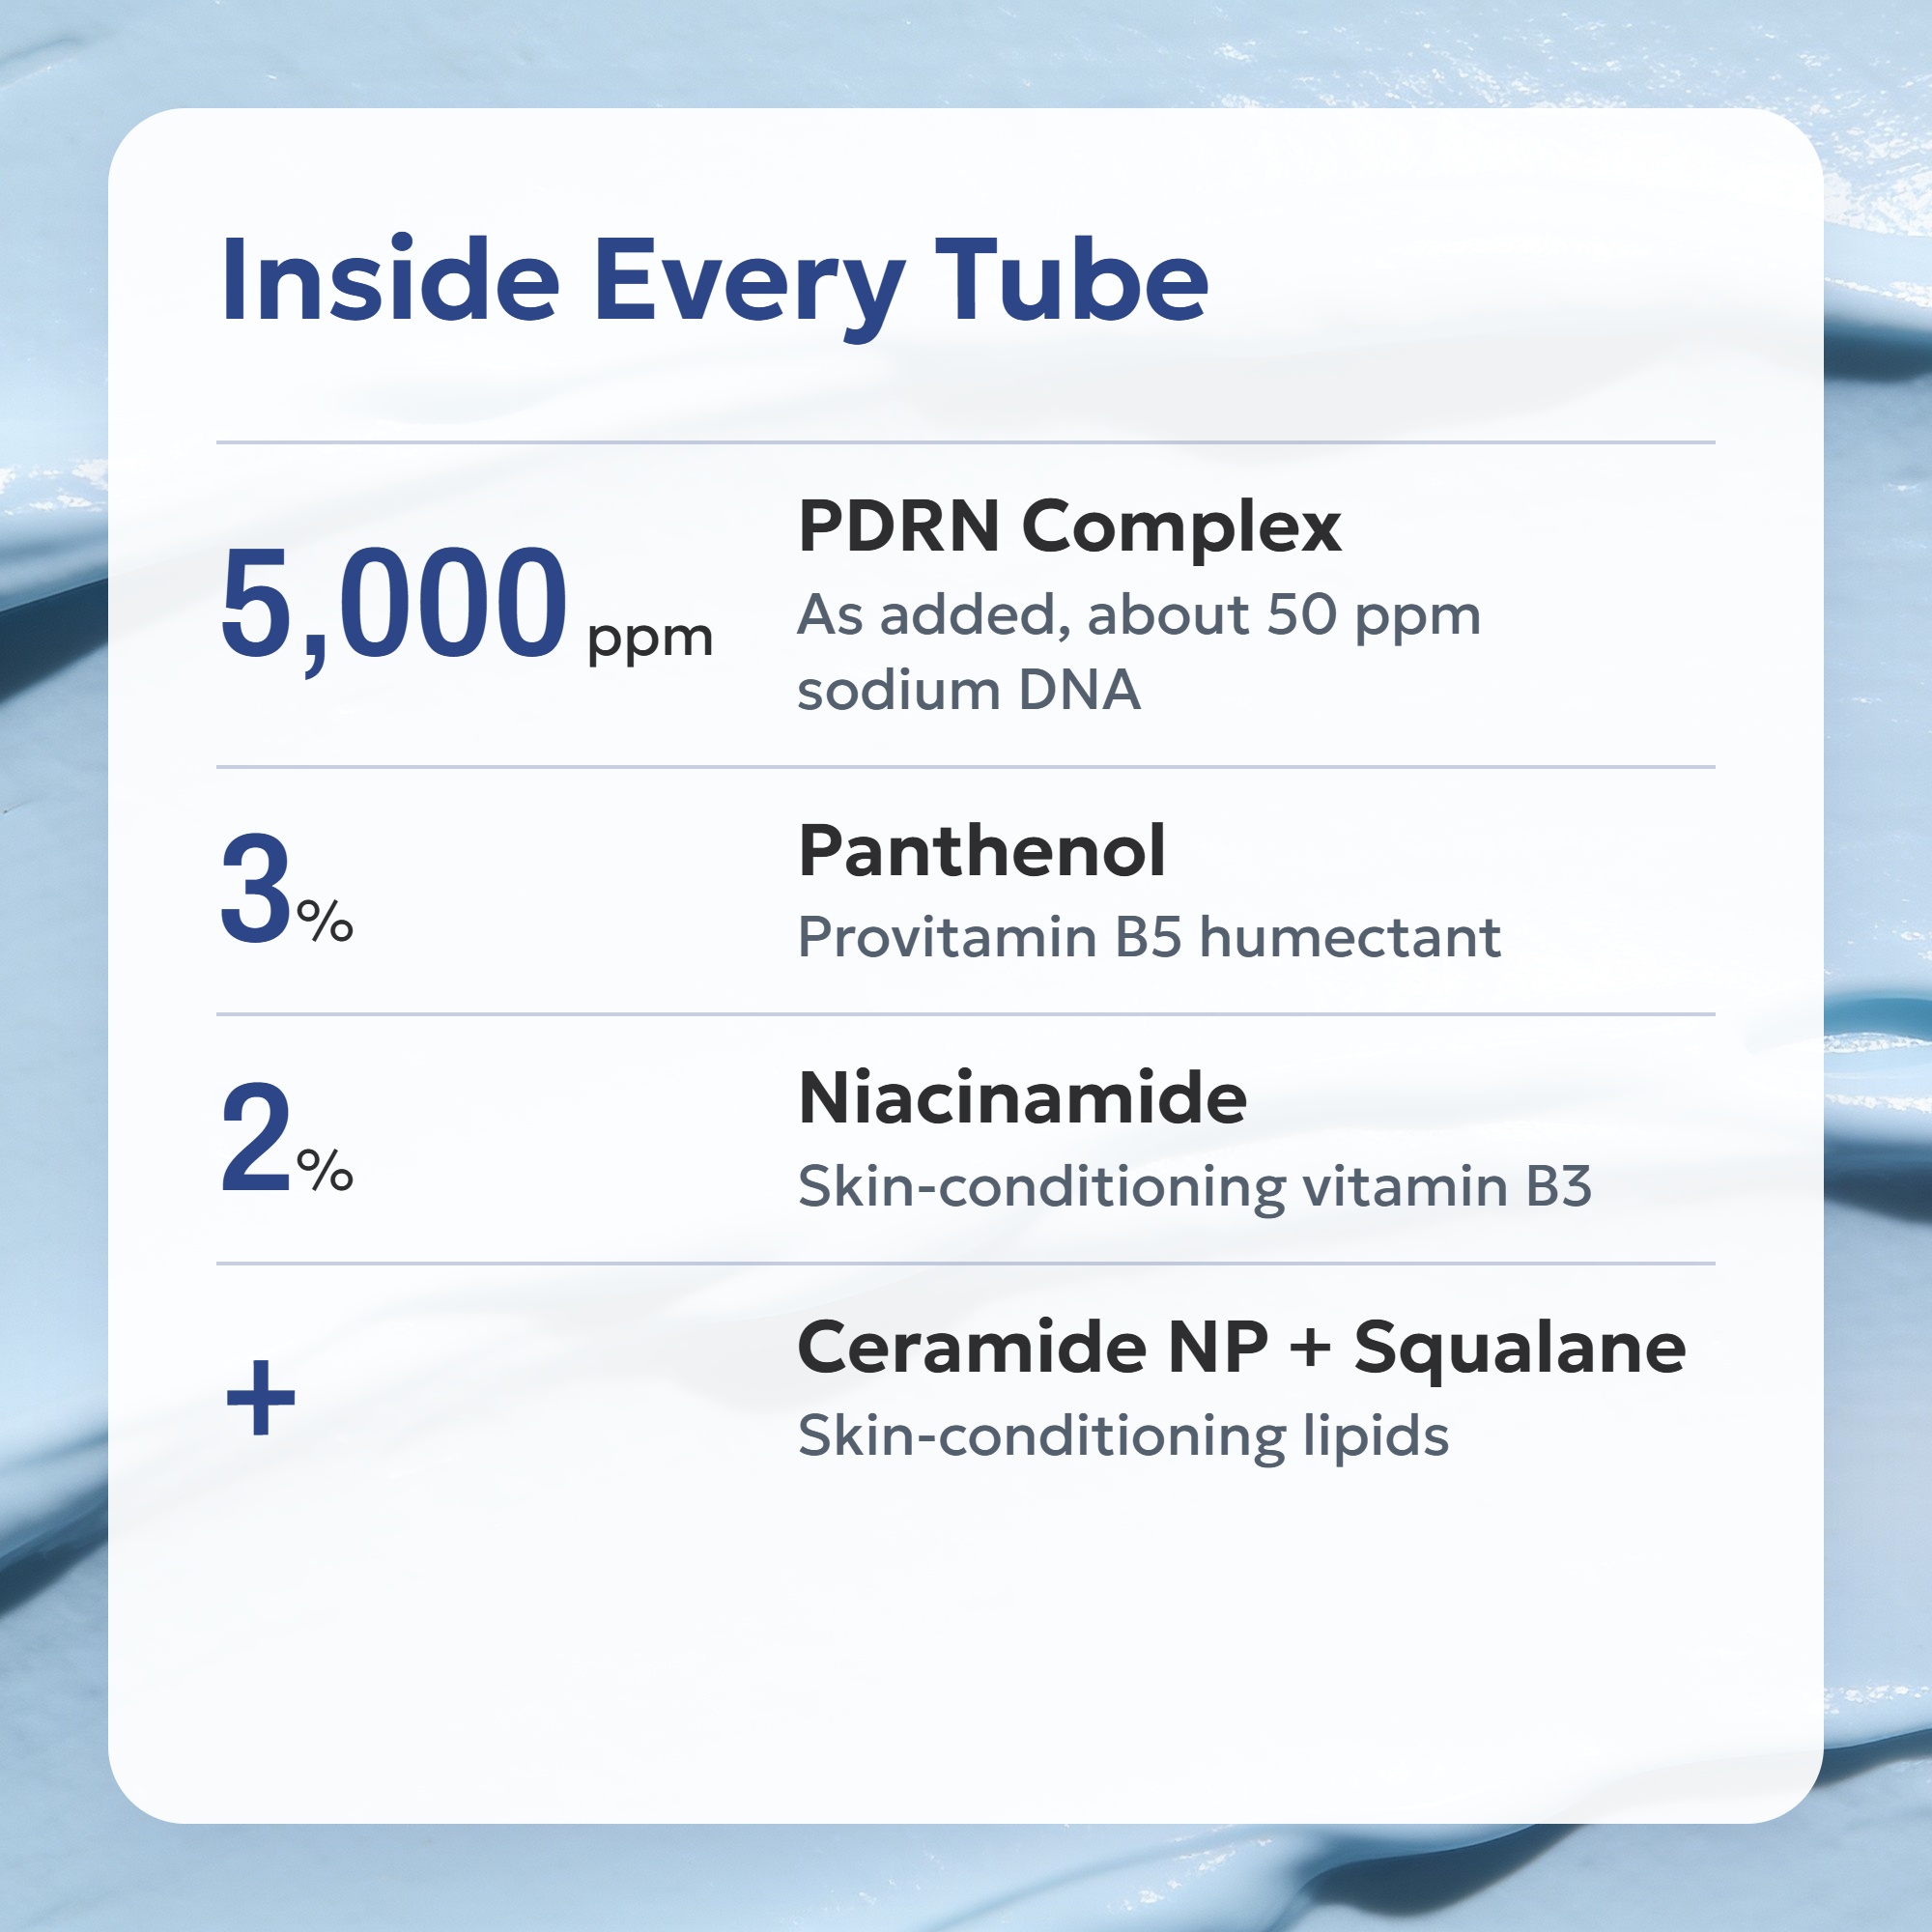 Inside Every Tube
5,000 ppm
PDRN Complex
As added, about 50 ppm
sodium DNA
3%
Panthenol
Provitamin B5 humectant
2%
Niacinamide
Skin-conditioning vitamin B3
+
Ceramide NP + Squalane
Skin-conditioning lipids